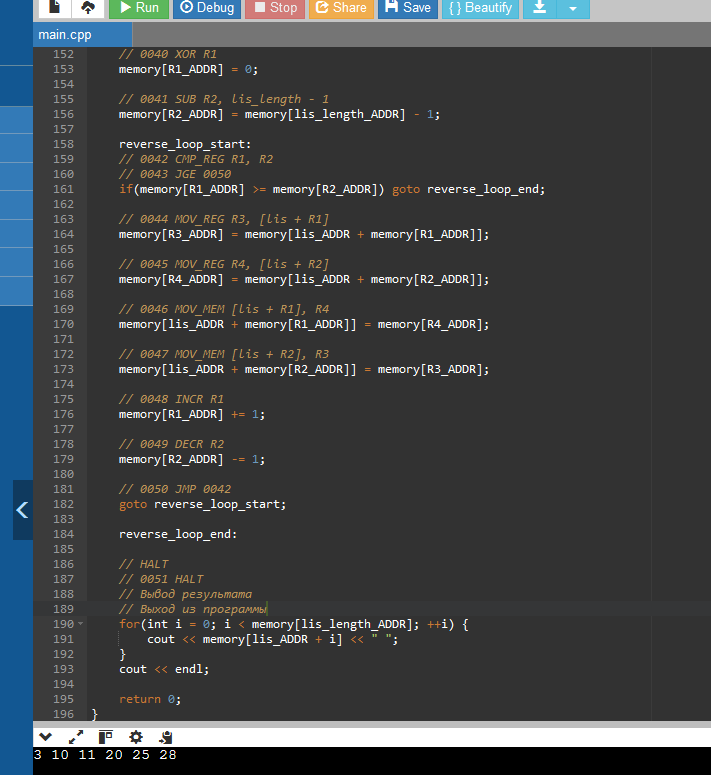 Run Debug Stop Share Save { } Beautify
main.cpp
152 // 0040 XOR R1
153 memory[R1_ADDR] = 0;
154
155 // 0041 SUB R2, lis_length - 1
156 memory[R2_ADDR] = memory[lis_length_ADDR] - 1;
157
158 reverse_loop_start:
159 // 0042 CMP_REG R1, R2
160 // 0043 JGE 0050
161 if(memory[R1_ADDR] >= memory[R2_ADDR]) goto reverse_loop_end;
162
163 // 0044 MOV_REG R3, [lis + R1]
164 memory[R3_ADDR] = memory[lis_ADDR + memory[R1_ADDR]];
165
166 // 0045 MOV_REG R4, [lis + R2]
167 memory[R4_ADDR] = memory[lis_ADDR + memory[R2_ADDR]];
168
169 // 0046 MOV_MEM [lis + R1], R4
170 memory[lis_ADDR + memory[R1_ADDR]] = memory[R4_ADDR];
171
172 // 0047 MOV_MEM [lis + R2], R3
173 memory[lis_ADDR + memory[R2_ADDR]] = memory[R3_ADDR];
174
175 // 0048 INCR R1
176 memory[R1_ADDR] += 1;
177
178 // 0049 DECR R2
179 memory[R2_ADDR] -= 1;
180
181 // 0050 JMP 0042
182 goto reverse_loop_start;
183
184 reverse_loop_end:
185
186 // HALT
187 // 0051 HALT
188 // Вывод результата
189 // Выход из программы
190 for(int i = 0; i < memory[lis_length_ADDR]; ++i) {
191 cout << memory[lis_ADDR + i] << " ";
192 }
193 cout << endl;
194
195 return 0;
196 }
3 10 11 20 25 28